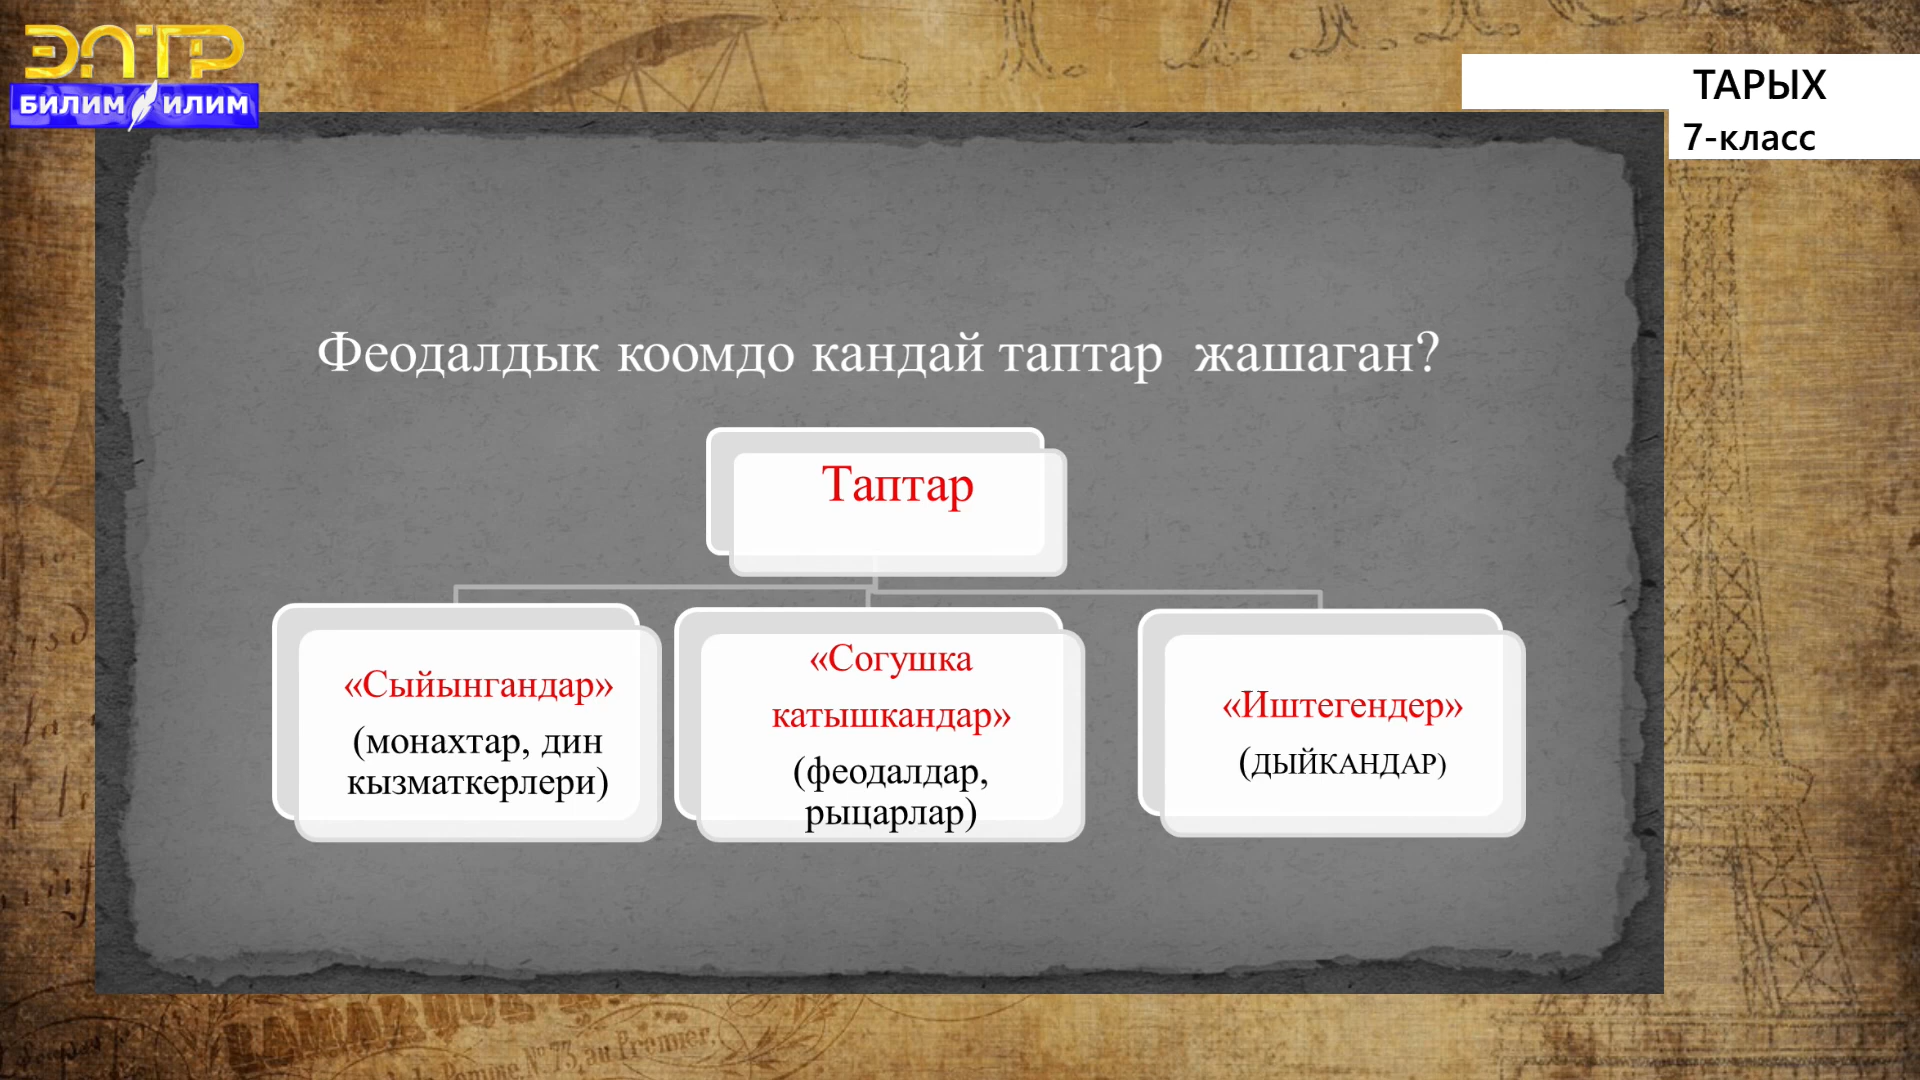 ЭЛТР
БИЛИМ ИЛИМ
ТАРЫХ
7-класс
Феодалдык коомдо кандай таптар жашаган?
Таптар
«Сыйынгандар»
(монахтар, дин
кызматкерлери)
«Согушка
катышкандар»
(феодалдар,
рыцарлар)
«Иштегендер»
(ДЫЙКАНДАР)